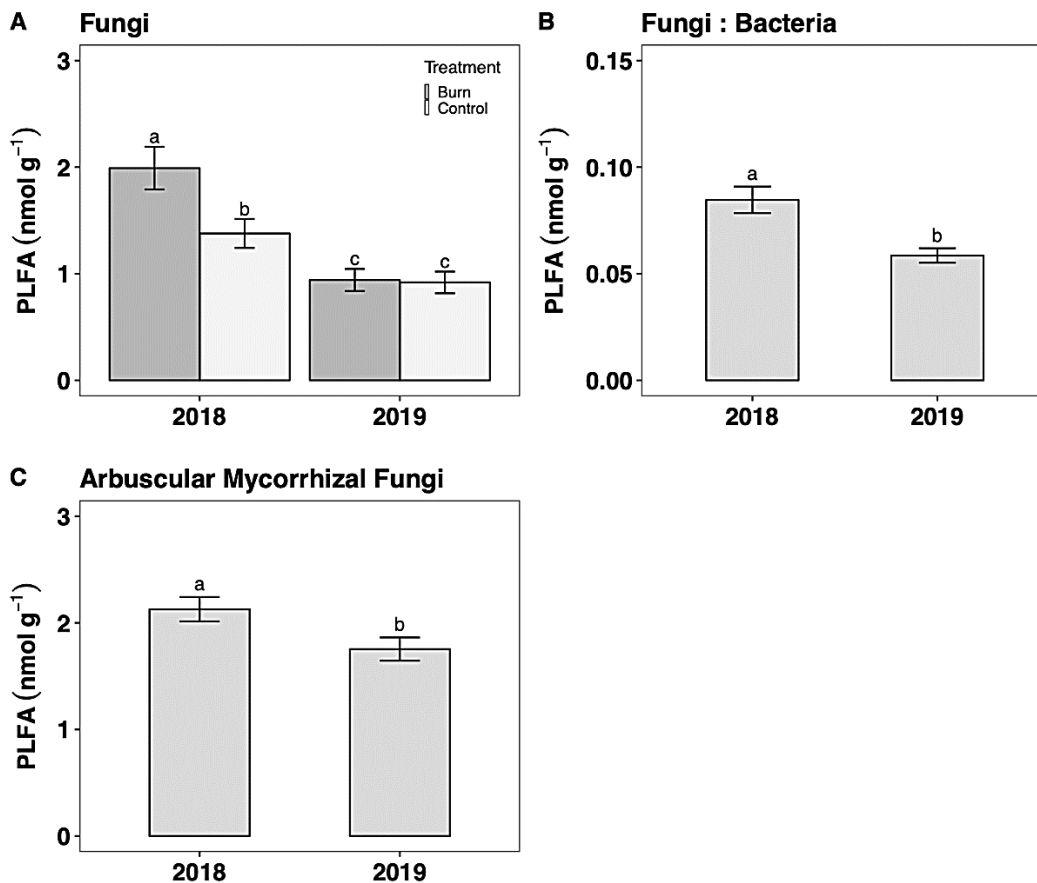 A Fungi
3
2
1
0
PLFA (nmol g⁻¹)
Treatment
Burn
Control
a
b
c
c
2018 2019
B Fungi : Bacteria
0.15
0.10
0.05
0.00
PLFA (nmol g⁻¹)
a
b
2018 2019
C Arbuscular Mycorrhizal Fungi
3
2
1
0
PLFA (nmol g⁻¹)
a
b
2018 2019